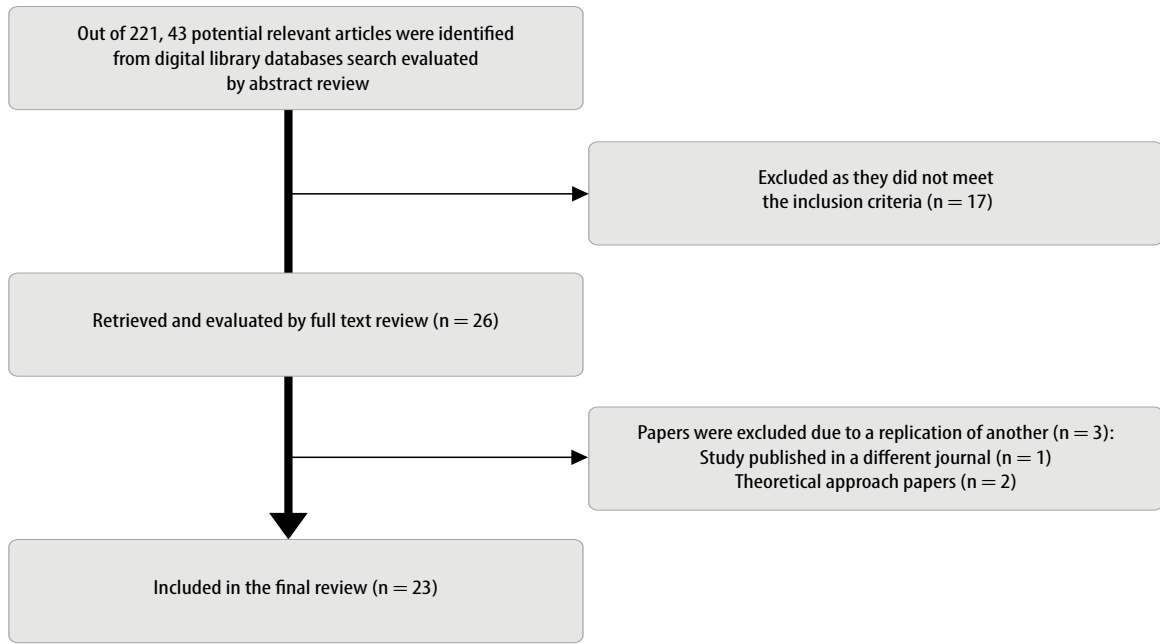 Out of 221, 43 potential relevant articles were identified
from digital library databases search evaluated
by abstract review
Excluded as they did not meet
the inclusion criteria (n = 17)
Retrieved and evaluated by full text review (n = 26)
Papers were excluded due to a replication of another (n = 3):
Study published in a different journal (n = 1)
Theoretical approach papers (n = 2)
Included in the final review (n = 23)